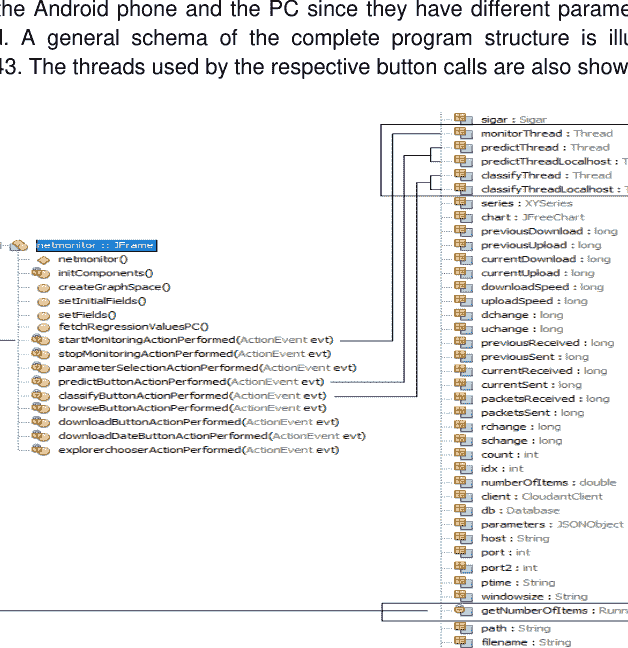 the Android phone and the PC since they have different parame
. A general schema of the complete program structure is illu
43. The threads used by the respective button calls are also show
netmonitor :: JFrame
netmonitor()
initComponents()
createGraphSpace()
setInitialFields()
setFields()
fetchRegressionValuesPC()
startMonitoringActionPerformed(ActionEvent evt)
stopMonitoringActionPerformed(ActionEvent evt)
parameterSelectionActionPerformed(ActionEvent evt)
predictButtonActionPerformed(ActionEvent evt)
classifyButtonActionPerformed(ActionEvent evt)
browseButtonActionPerformed(ActionEvent evt)
downloadButtonActionPerformed(ActionEvent evt)
downloadDateButtonActionPerformed(ActionEvent evt)
explorerchooserActionPerformed(ActionEvent evt)
sigar : Sigar
monitorThread : Thread
predictThread : Thread
predictThreadLocalhost : T
classifyThread : Thread
classifyThreadLocalhost : T
series : XYSeries
chart : JFreeChart
previousDownload : long
previousUpload : long
currentDownload : long
currentUpload : long
downloadSpeed : long
uploadSpeed : long
dchange : long
uchange : long
previousReceived : long
previousSent : long
currentReceived : long
currentSent : long
packetsReceived : long
packetsSent : long
rchange : long
schange : long
count : int
idx : int
numberOfItems : double
client : CloudantClient
db : Database
parameters : JSONObject
host : String
port : int
port2 : int
ptime : String
windowsize : String
getNumberOfItems : Runn
path : String
filename : String